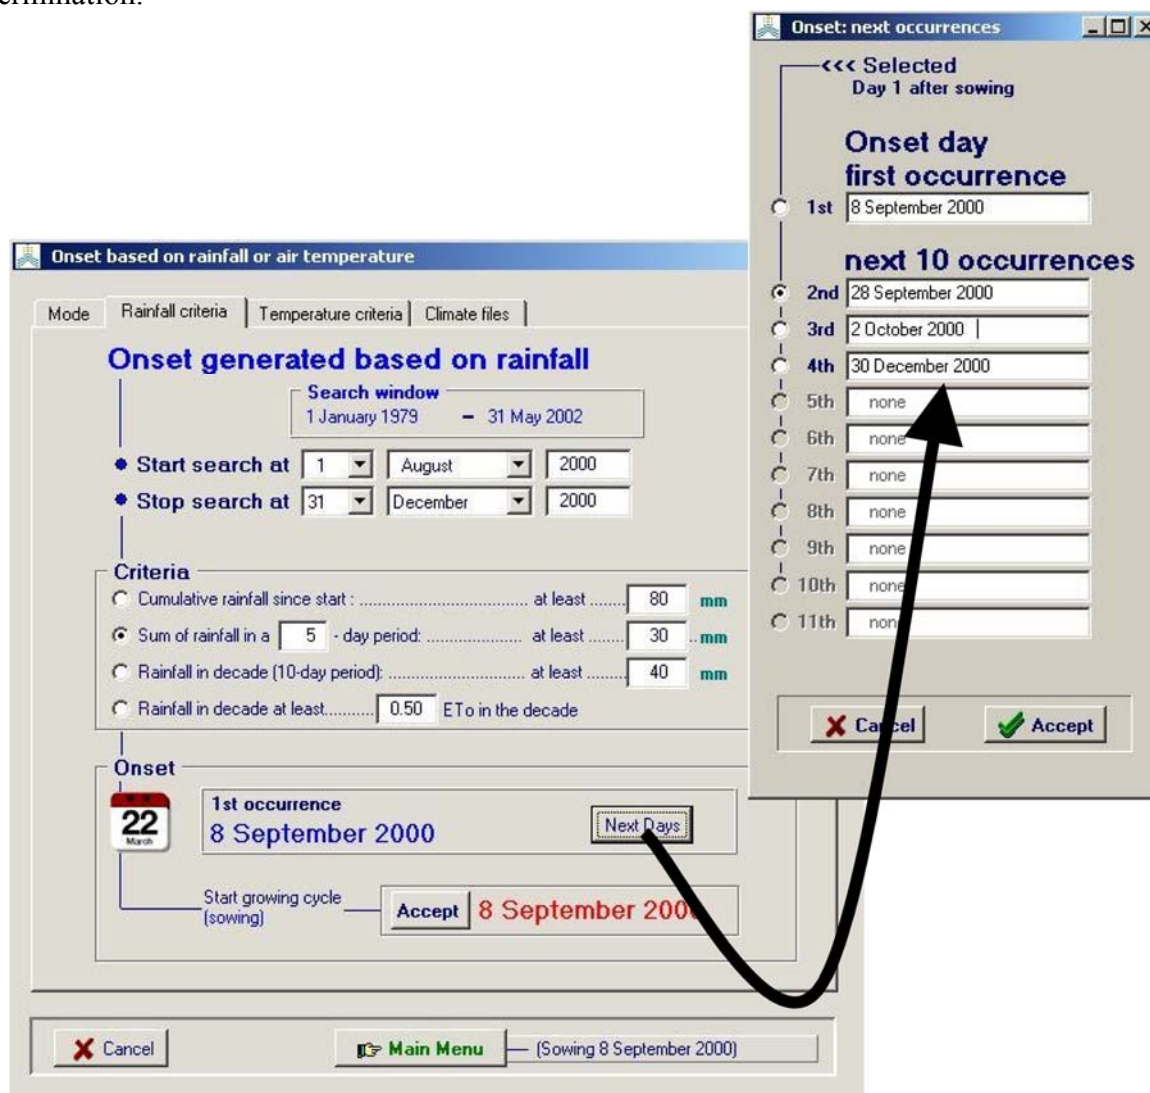 Onset: next occurrences
<<< Selected
Day 1 after sowing
Onset day
first occurrence
1st 8 September 2000
next 10 occurrences
2nd 28 September 2000
3rd 2 October 2000
4th 30 December 2000
5th none
6th none
7th none
8th none
9th none
10th none
11th none
Cancel Accept
Onset based on rainfall or air temperature
Mode Rainfall criteria Temperature criteria Climate files
Onset generated based on rainfall
Search window
1 January 1979 – 31 May 2002
Start search at 1 August 2000
Stop search at 31 December 2000
Criteria
Cumulative rainfall since start : ................................. at least ....... 80 mm
Sum of rainfall in a 5 - day period: .................. at least ....... 30 .. mm
Rainfall in decade (10-day period): ........................... at least ........ 40 mm
Rainfall in decade at least.......... 0.50 ETo in the decade
Onset
22
March
1st occurrence
8 September 2000
Next Days
Start growing cycle
(sowing)
Accept 8 September 2000
Cancel Main Menu (Sowing 8 September 2000)